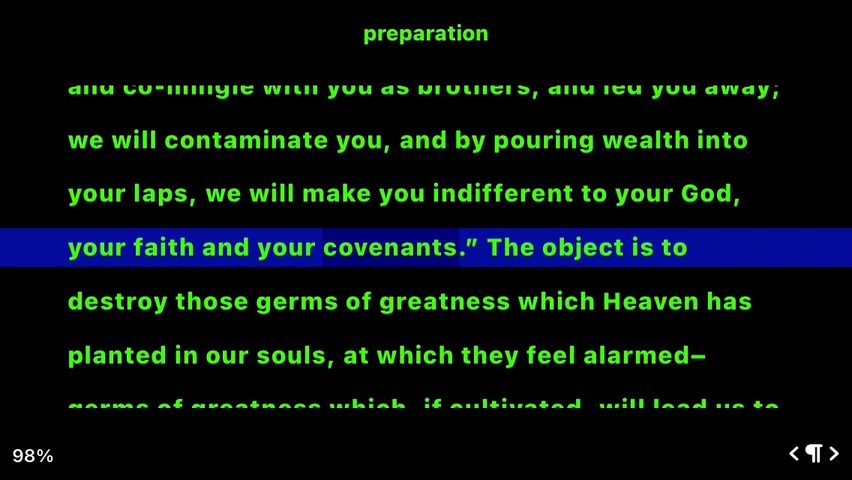 preparation
and co-mingle with you as brothers, and led you away;
we will contaminate you, and by pouring wealth into
your laps, we will make you indifferent to your God,
your faith and your covenants.” The object is to
destroy those germs of greatness which Heaven has
planted in our souls, at which they feel alarmed—
germs of greatness which, if cultivated, will lead us to
98%
< ¶ >